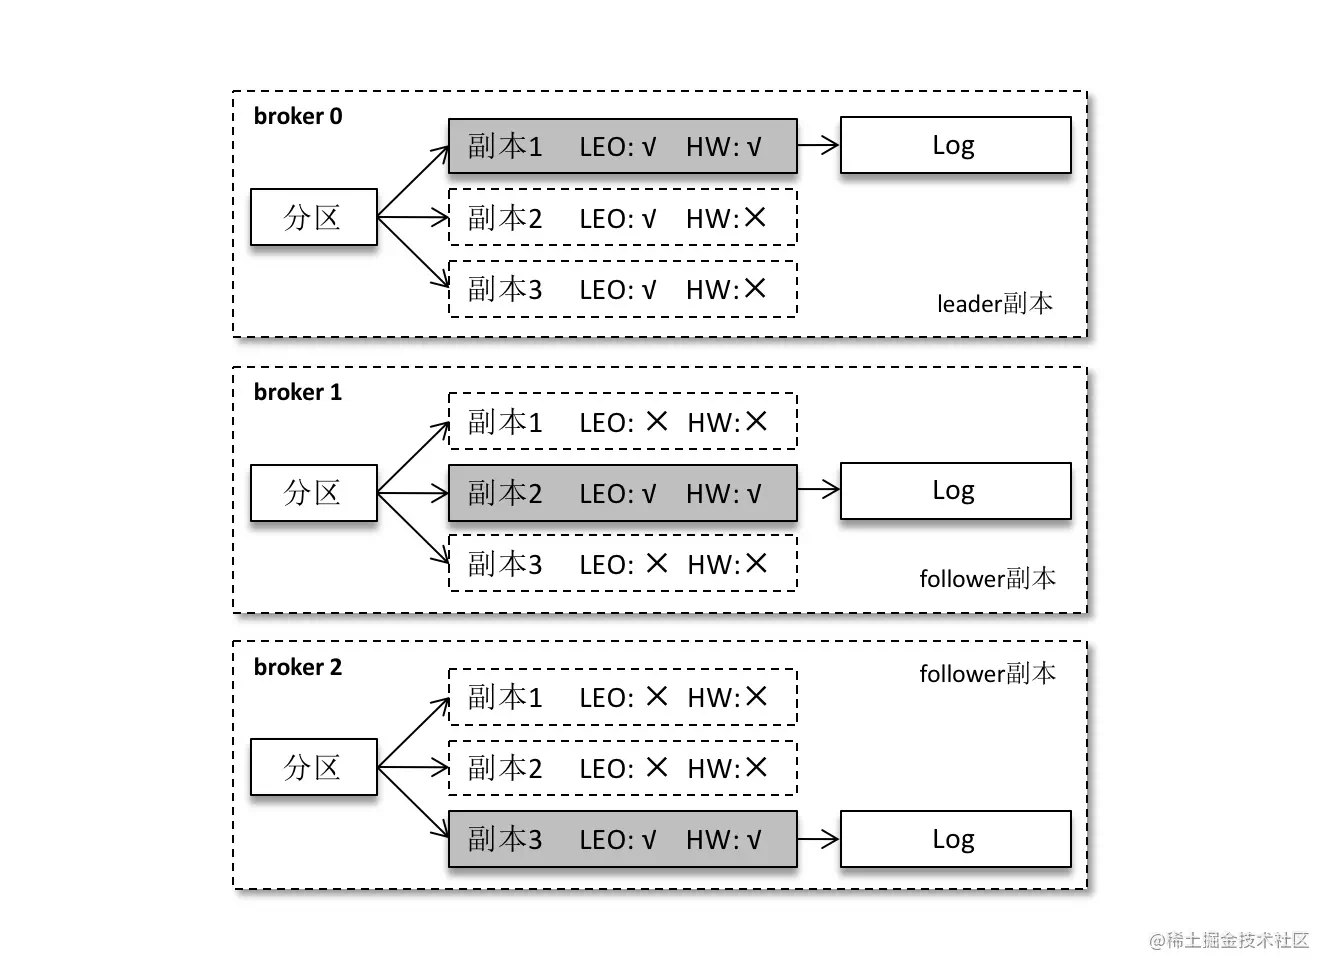 broker 0
副本1 LEO: √ HW: √
Log
分区
副本2 LEO: √ HW: ×
副本3 LEO: √ HW: ×
leader副本
broker 1
副本1 LEO: × HW: ×
分区
副本2 LEO: √ HW: √
Log
副本3 LEO: × HW: ×
follower副本
broker 2
follower副本
副本1 LEO: × HW: ×
分区
副本2 LEO: × HW: ×
副本3 LEO: √ HW: √
Log
@稀土掘金技术社区